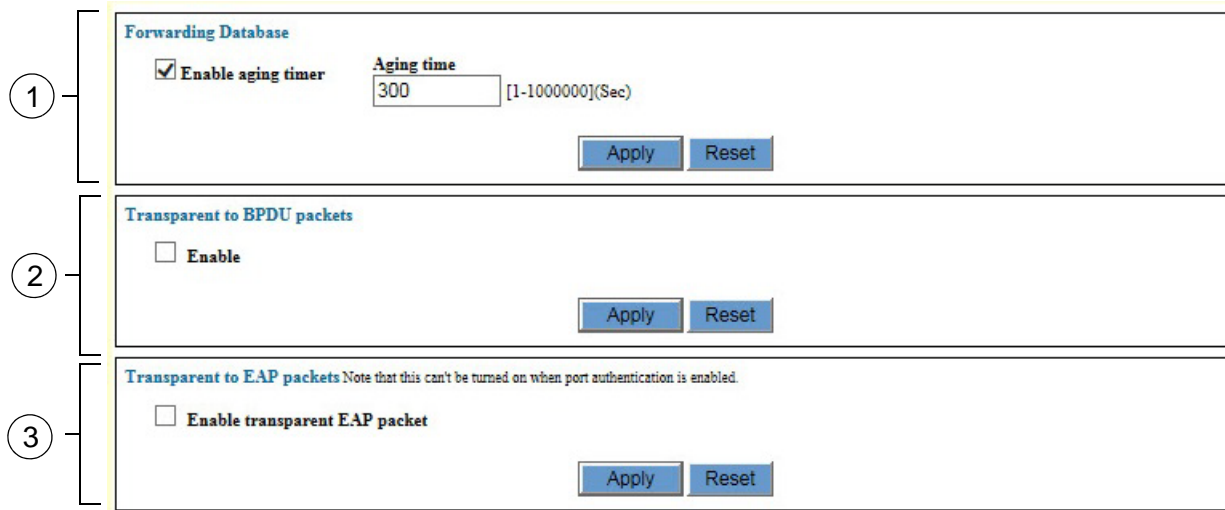 1
Forwarding Database
Enable aging timer
Aging time
300 [1-1000000](Sec)
Apply Reset
2
Transparent to BPDU packets
Enable
Apply Reset
3
Transparent to EAP packets Note that this can't be turned on when port authentication is enabled.
Enable transparent EAP packet
Apply Reset